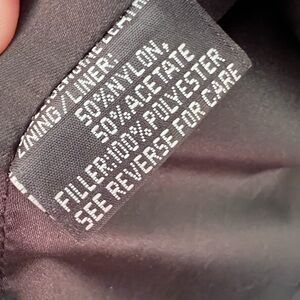 LINING / LINER:
50%NYLON,
50%ACETATE
FILLER:100% POLYESTER
SEE REVERSE FOR CARE